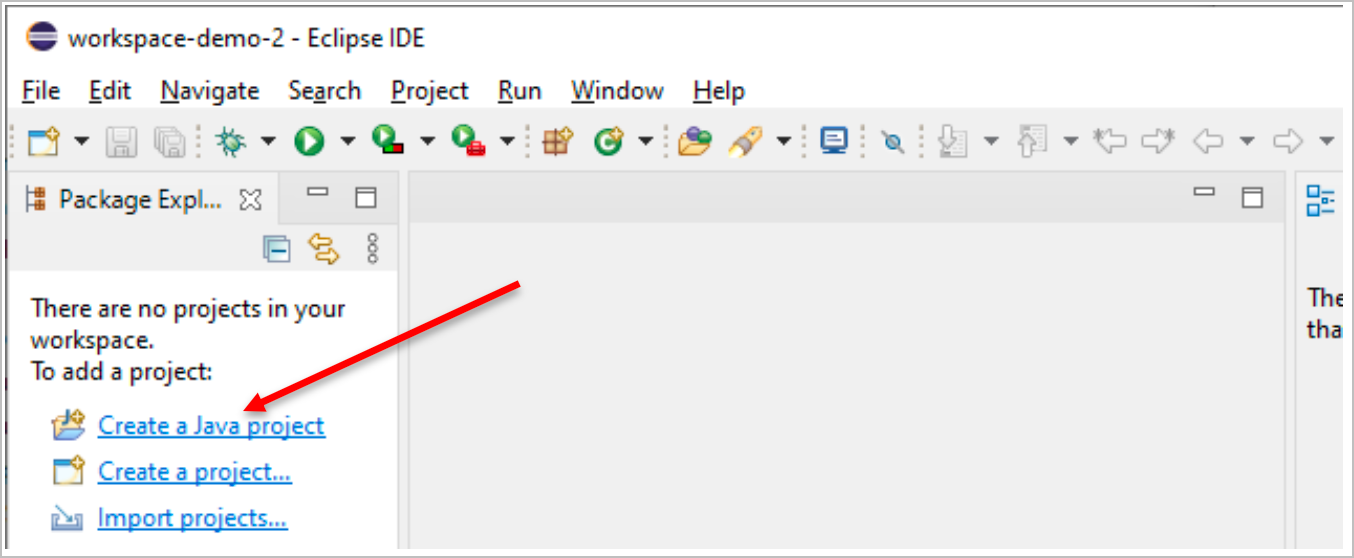 workspace-demo-2 - Eclipse IDE
File Edit Navigate Search Project Run Window Help
Package Expl...
There are no projects in your
workspace.
To add a project:
Create a Java project
Create a project...
Import projects...
The
tha